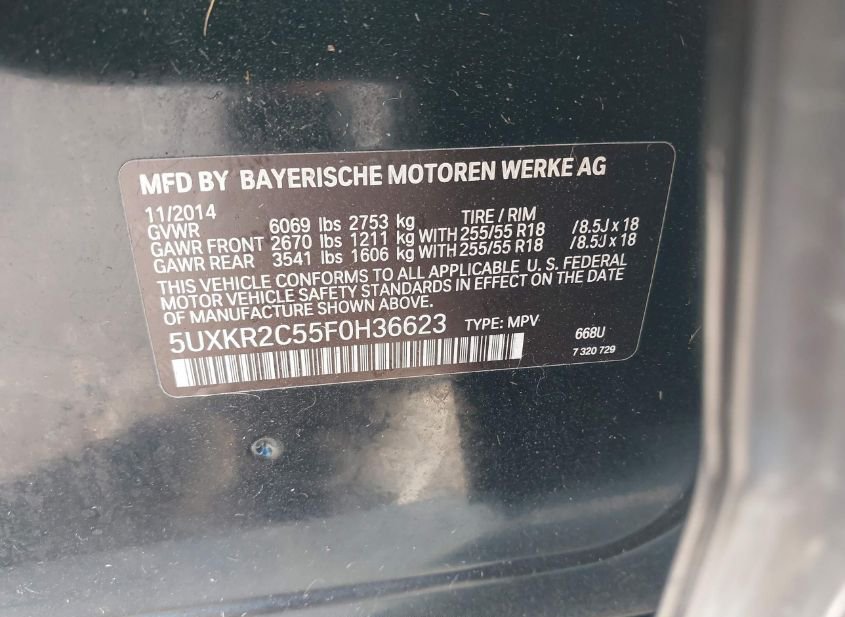 MFD BY BAYERISCHE MOTOREN WERKE AG
11/2014 TIRE / RIM
GVWR 6069 lbs 2753 kg
GAWR FRONT 2670 lbs 1211 kg WITH 255/55 R18 /8.5J x 18
GAWR REAR 3541 lbs 1606 kg WITH 255/55 R18 /8.5J x 18
THIS VEHICLE CONFORMS TO ALL APPLICABLE U.S. FEDERAL
MOTOR VEHICLE SAFETY STANDARDS IN EFFECT ON THE DATE
OF MANUFACTURE SHOWN ABOVE.
5UXKR2C55F0H36623 TYPE: MPV 668U
7 320 729